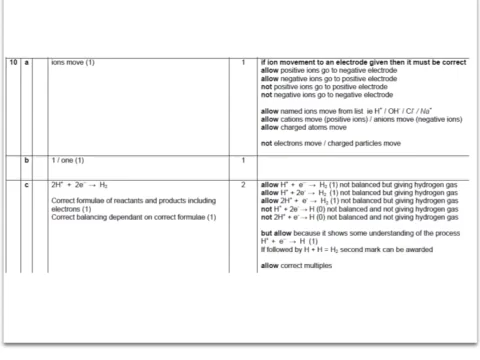 10 a ions move (1) 1 if ion movement to an electrode given then it must be correct
allow positive ions go to negative electrode
allow negative ions go to positive electrode
not positive ions go to positive electrode
not negative ions go to negative electrode
allow named ions move from list ie H⁺ / OH⁻ / Cl⁻ / Na⁺
allow cations move (positive ions) / anions move (negative ions)
allow charged atoms move
not electrons move / charged particles move
b 1 / one (1) 1
c 2H⁺ + 2e⁻ → H₂ 2
Correct formulae of reactants and products including
electrons (1)
Correct balancing dependant on correct formulae (1)
allow H⁺ + e⁻ → H₂ (1) not balanced but giving hydrogen gas
allow H⁺ + 2e⁻ → H₂ (1) not balanced but giving hydrogen gas
allow 2H⁺ + e⁻ → H₂ (1) not balanced but giving hydrogen gas
not H⁺ + 2e⁻ → H (0) not balanced and not giving hydrogen gas
not 2H⁺ + e⁻ → H (0) not balanced and not giving hydrogen gas
but allow because it shows some understanding of the process
H⁺ + e⁻ → H (1)
If followed by H + H = H₂ second mark can be awarded
allow correct multiples